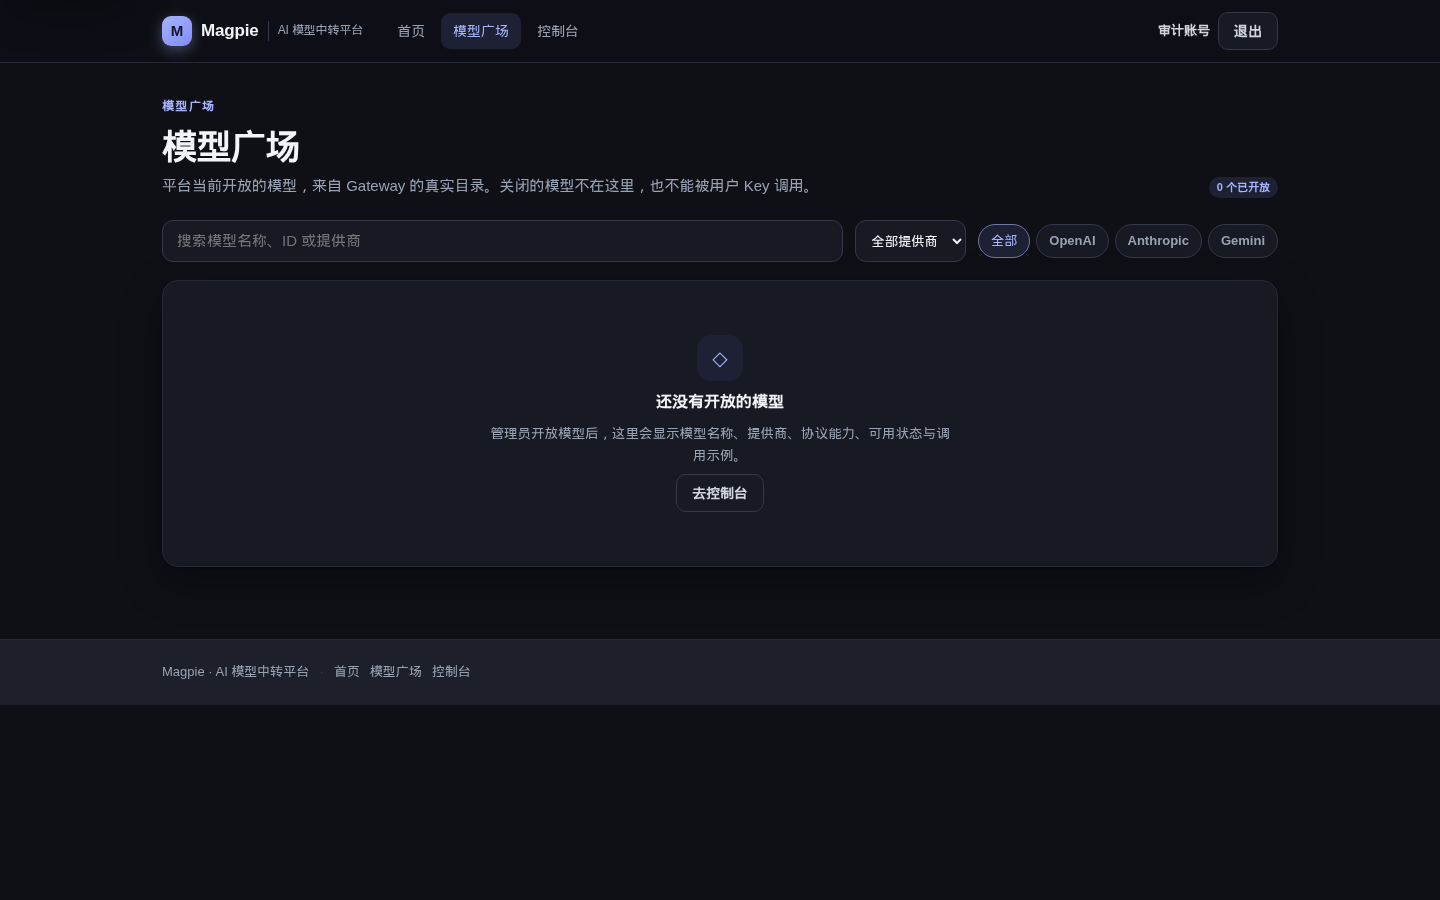 M Magpie AI 模型中转平台 首页 模型广场 控制台 审计账号 退出
模型广场
模型广场
平台当前开放的模型，来自 Gateway 的真实目录。关闭的模型不在这里，也不能被用户 Key 调用。 0 个已开放
搜索模型名称、ID 或提供商 全部提供商 全部 OpenAI Anthropic Gemini
还没有开放的模型
管理员开放模型后，这里会显示模型名称、提供商、协议能力、可用状态与调
用示例。
去控制台
Magpie · AI 模型中转平台 首页 模型广场 控制台